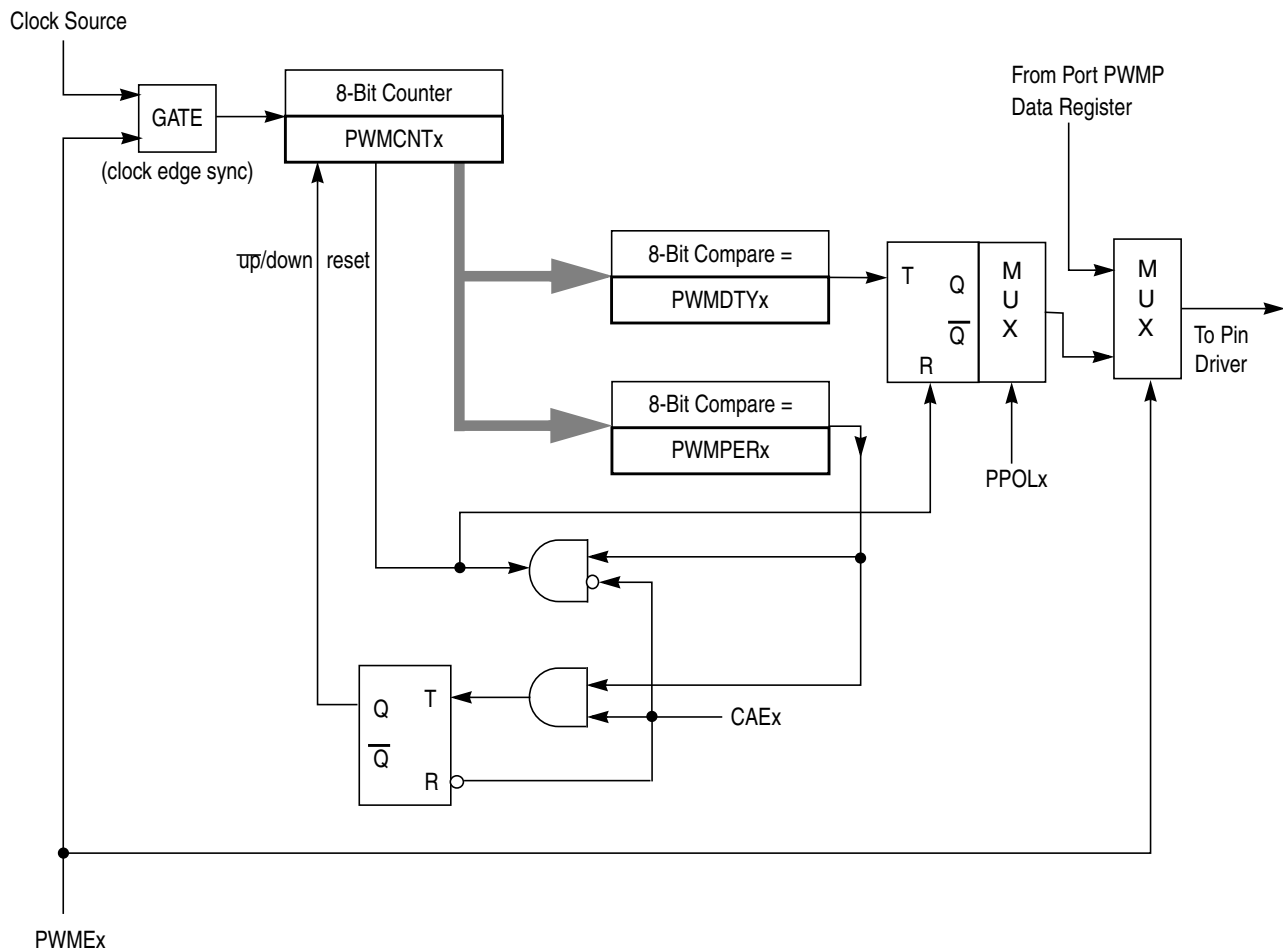 Clock Source
GATE
(clock edge sync)
8-Bit Counter
PWMCNTx
From Port PWMP
Data Register
u̅p̅/down
reset
8-Bit Compare =
PWMDTYx
T
Q
Q̅
R
M
U
X
M
U
X
To Pin
Driver
8-Bit Compare =
PWMPERx
PPOLx
Q
T
Q̅
R
CAEx
PWMEx